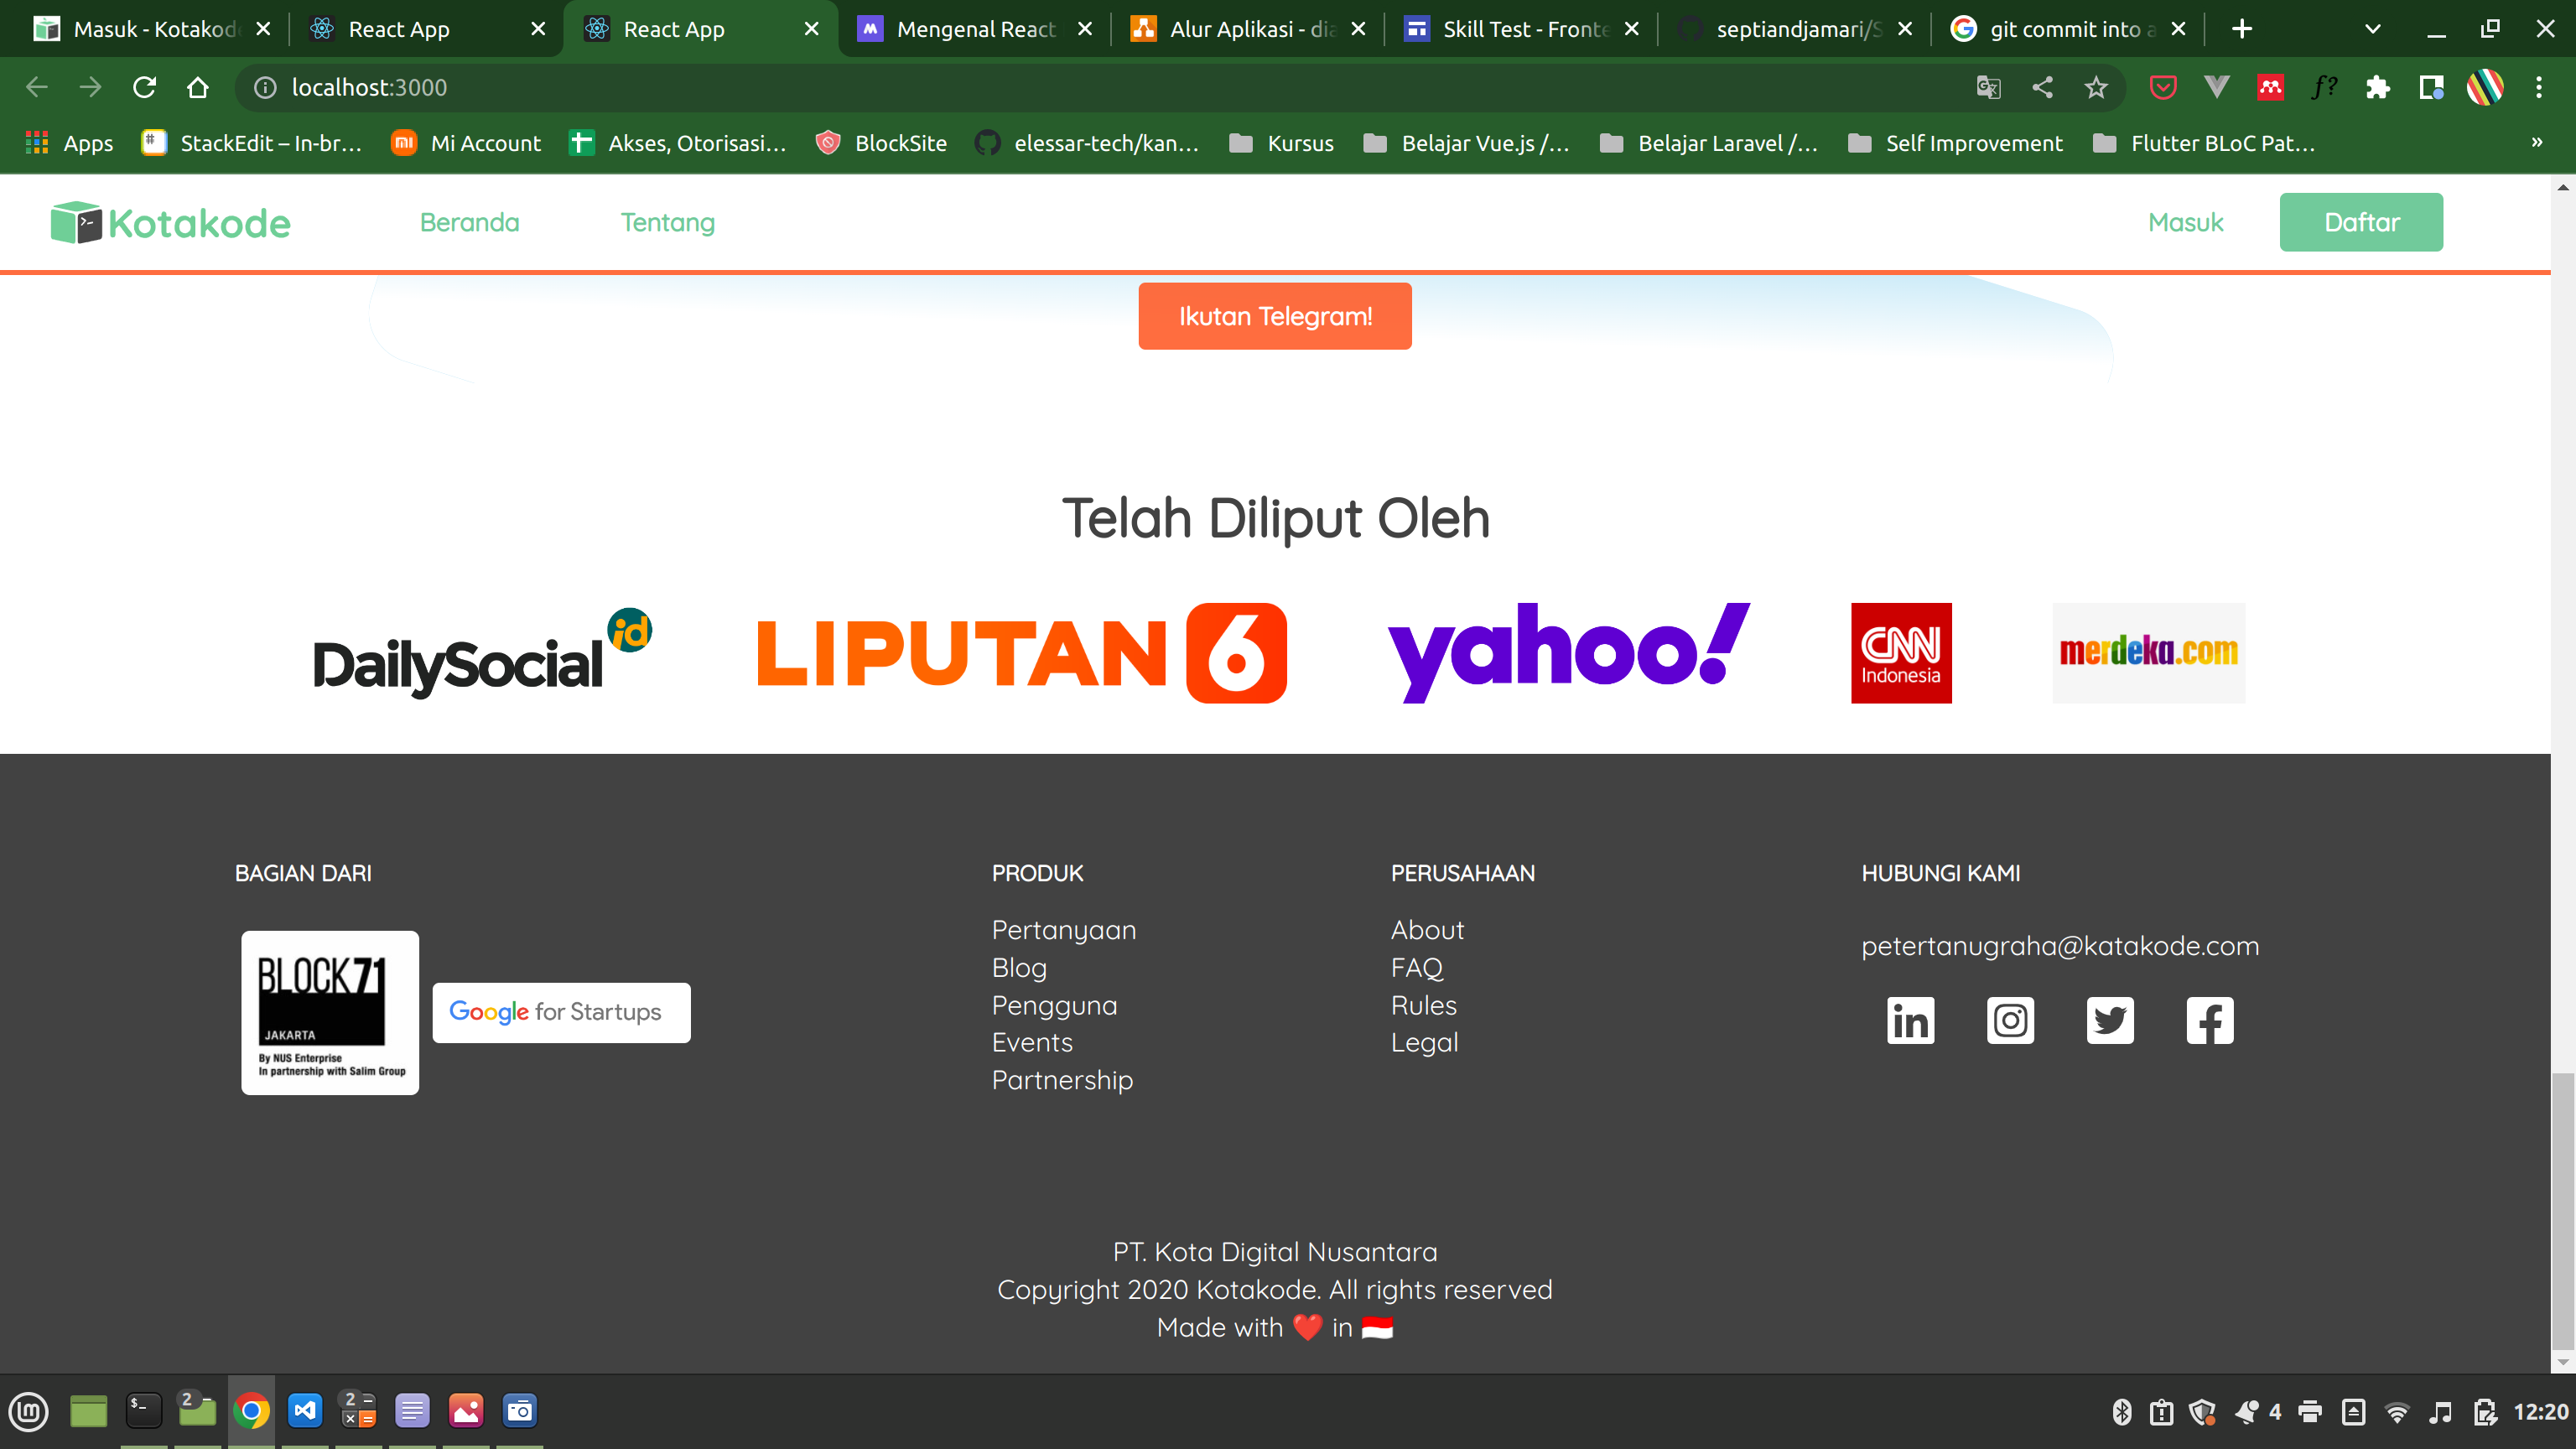 Masuk - Kotakod
React App
React App
Mengenal React
Alur Aplikasi - dia
Skill Test - Fronte
septiandjamari/S
git commit into a
localhost:3000
f?
Apps
StackEdit – In-br...
Mi Account
Akses, Otorisasi...
BlockSite
elessar-tech/kan...
Kursus
Belajar Vue.js /...
Belajar Laravel /...
Self Improvement
Flutter BLoC Pat...
»
Kotakode
Beranda
Tentang
Masuk
Daftar
Ikutan Telegram!
Telah Diliput Oleh
DailySocial id
LIPUTAN 6
yahoo!
CNN
Indonesia
merdeka.com
BAGIAN DARI
BLOCK71
JAKARTA
By NUS Enterprise
In partnership with Salim Group
Google for Startups
PRODUK
Pertanyaan
Blog
Pengguna
Events
Partnership
PERUSAHAAN
About
FAQ
Rules
Legal
HUBUNGI KAMI
petertanugraha@katakode.com
PT. Kota Digital Nusantara
Copyright 2020 Kotakode. All rights reserved
Made with ❤️ in 🇮🇩
2
2
4
12:20